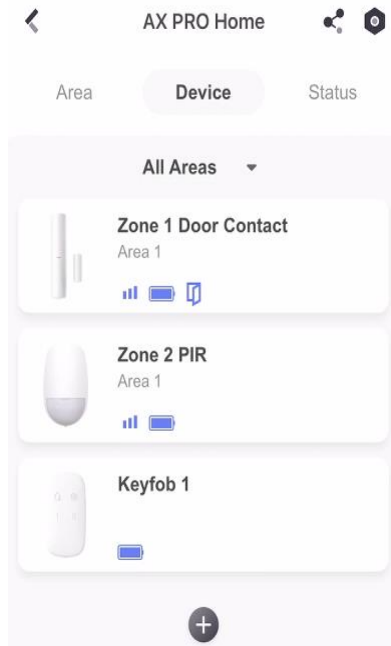 AX PRO Home
Area Device Status
All Areas
Zone 1 Door Contact
Area 1
Zone 2 PIR
Area 1
Keyfob 1